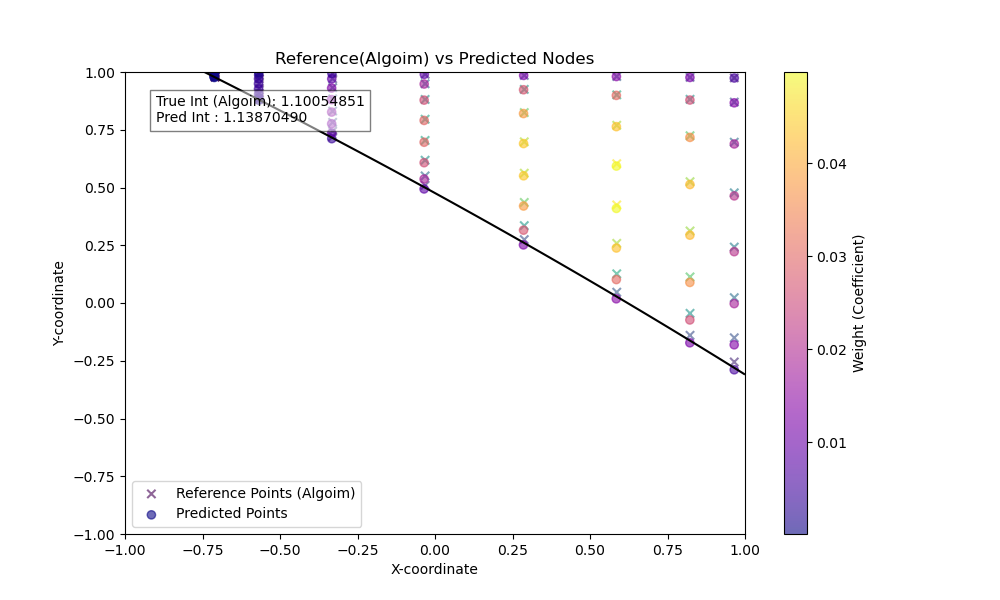 Reference(Algoim) vs Predicted Nodes
True Int (Algoim): 1.10054851
Pred Int : 1.13870490
1.00
0.75
0.50
0.25
0.00
−0.25
−0.50
−0.75
−1.00
Y-coordinate
Reference Points (Algoim)
Predicted Points
−1.00 −0.75 −0.50 −0.25 0.00 0.25 0.50 0.75 1.00
X-coordinate
0.04
0.03
0.02
0.01
Weight (Coefficient)